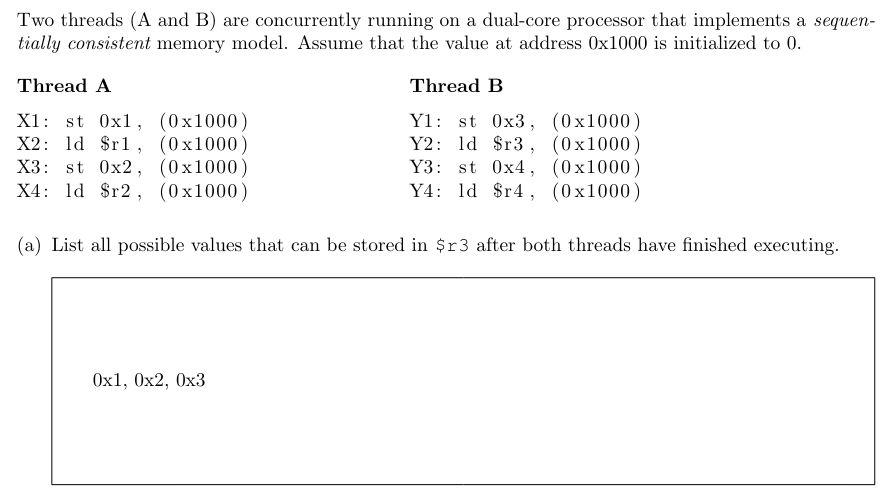 Two threads (A and B) are concurrently running on a dual-core processor that implements a sequen-
tially consistent memory model. Assume that the value at address 0x1000 is initialized to 0.
Thread A
X1: st 0x1, (0x1000)
X2: ld $r1, (0x1000)
X3: st 0x2, (0x1000)
X4: ld $r2, (0x1000)
Thread B
Y1: st 0x3, (0x1000)
Y2: ld $r3, (0x1000)
Y3: st 0x4, (0x1000)
Y4: ld $r4, (0x1000)
(a) List all possible values that can be stored in $r3 after both threads have finished executing.
0x1, 0x2, 0x3